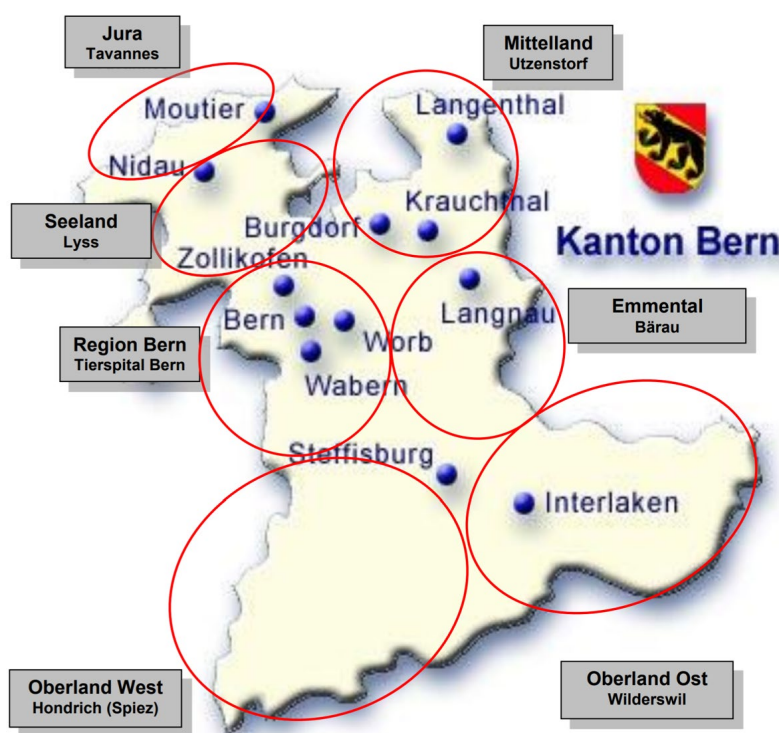 Jura
Tavannes
Mittelland
Utzenstorf
Moutier
Langenthal
Nidau
Krauchthal
Seeland
Lyss
Burgdorf
Kanton Bern
Zollikofen
Emmental
Bärau
Langnau
Bern
Region Bern
Tierspital Bern
Worb
Wabern
Steffisburg
Interlaken
Oberland West
Hondrich (Spiez)
Oberland Ost
Wilderswil